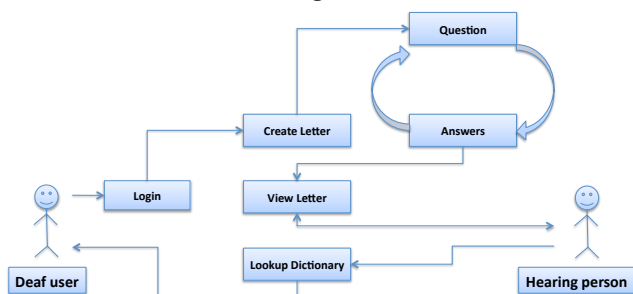 Question
Create Letter
Answers
Login
View Letter
Deaf user
Lookup Dictionary
Hearing person